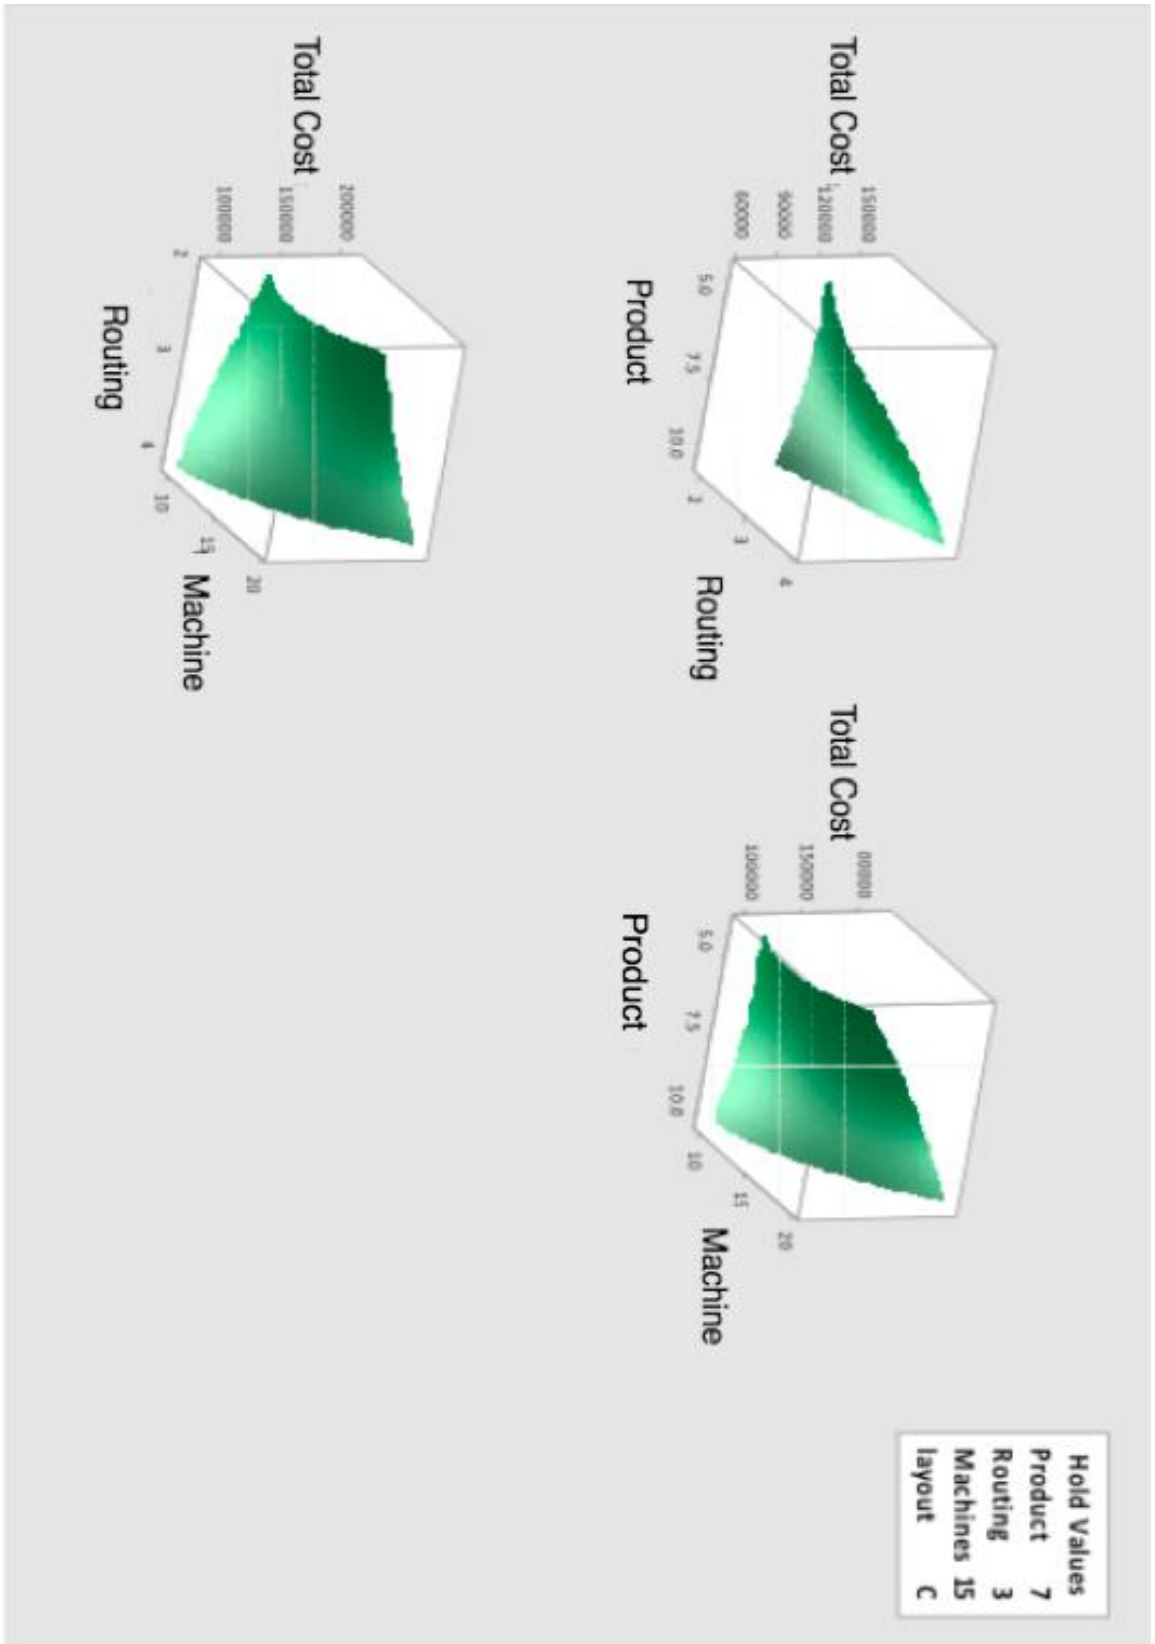 Hold Values
Product 7
Routing 3
Machines 15
layout C
Total Cost
150000
120000
90000
60000
5.0
7.5
10.0
Product
2
3
4
Routing
Total Cost
00000
150000
100000
5.0
7.5
10.0
Product
10
15
20
Machine
Total Cost
200000
150000
100000
2
3
4
Routing
10
15
20
Machine